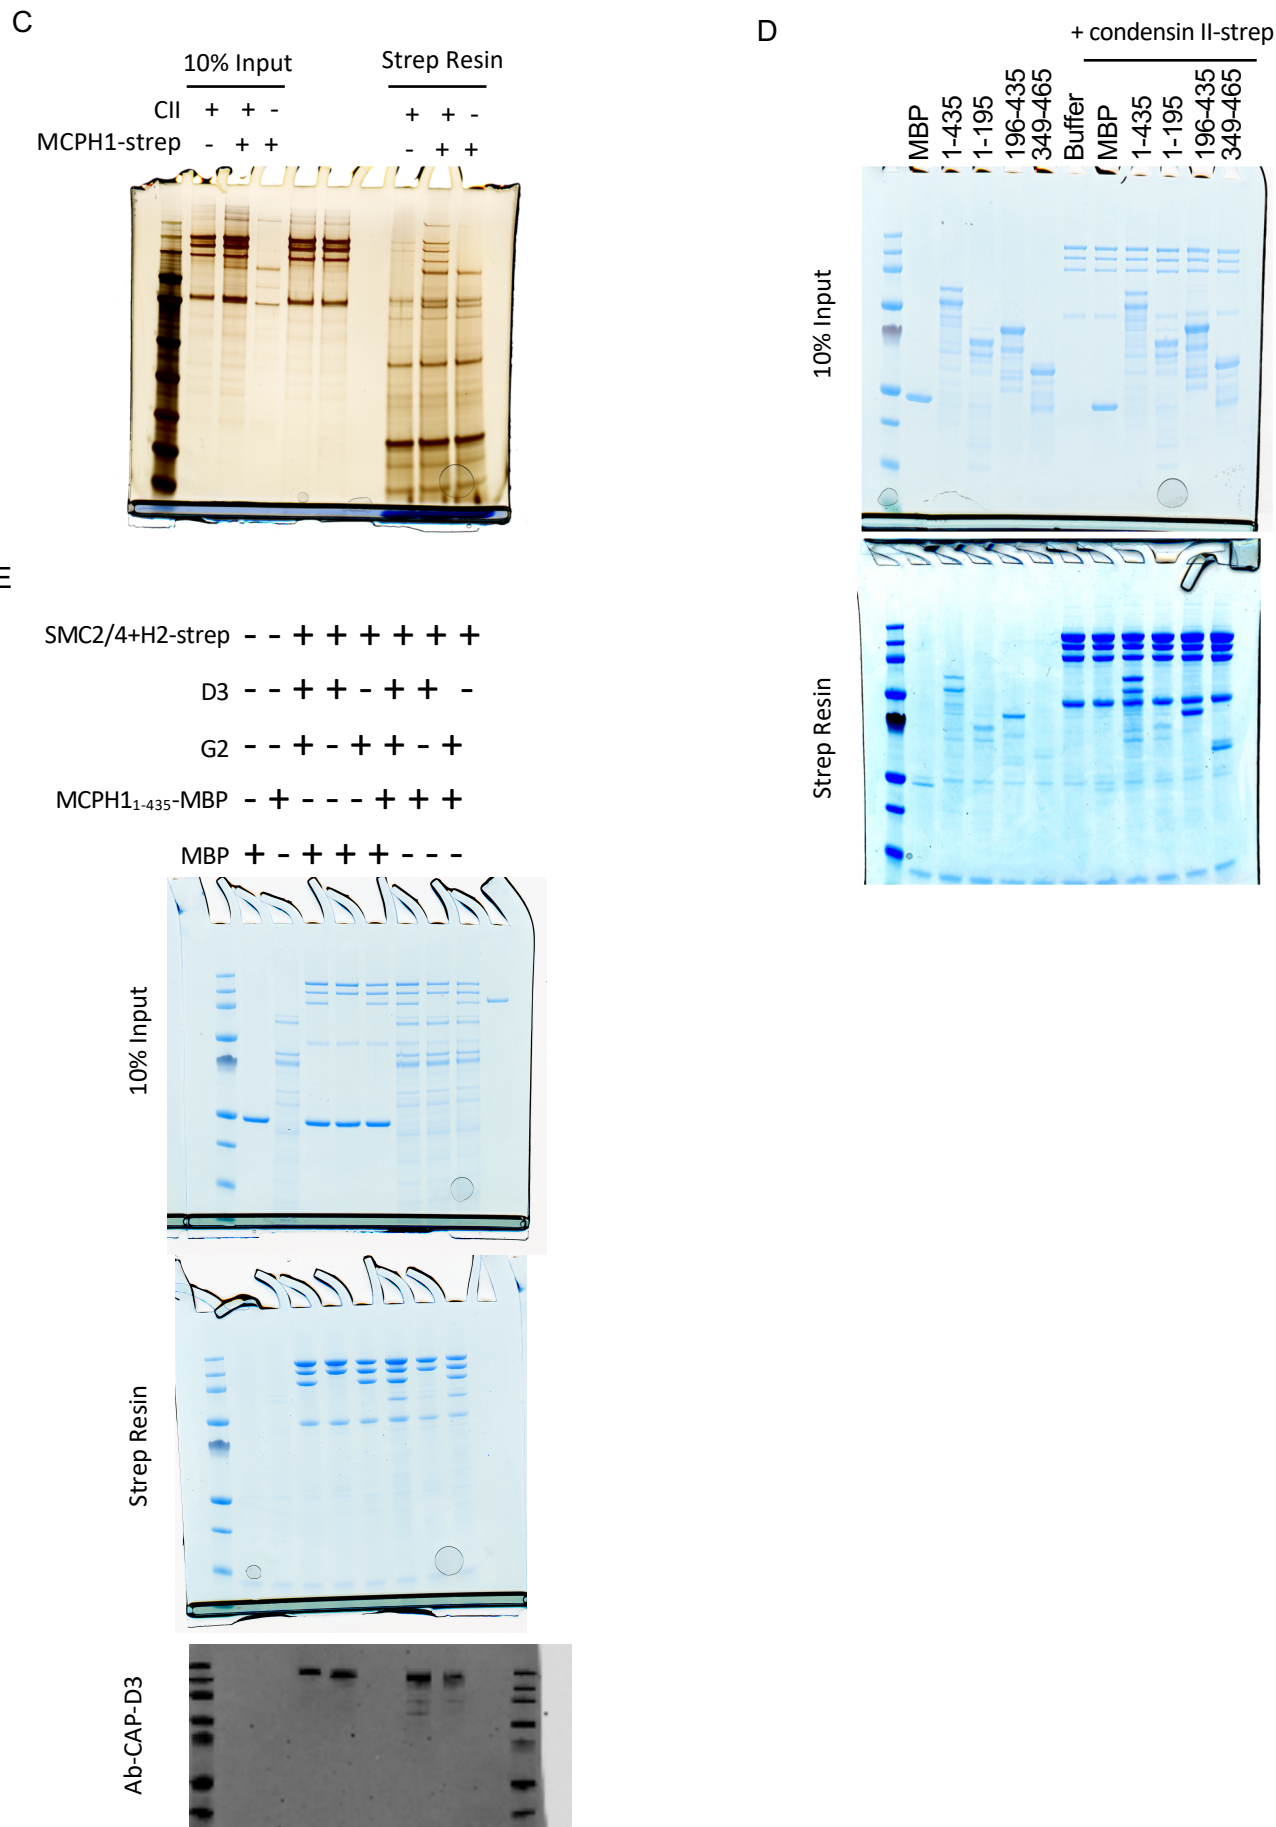 C
10% Input Strep Resin
CII + + - + + -
MCPH1-strep - + + - + +
D
+ condensin II-strep
MBP 1-435 1-195 196-435 349-465 Buffer MBP 1-435 1-195 196-435 349-465
10% Input
Strep Resin
E
SMC2/4+H2-strep - - + + + + + +
D3 - - + + - + + -
G2 - - + - + + - +
MCPH11-435-MBP - + - - - + + +
MBP + - + + + - - -
10% Input
Strep Resin
Ab-CAP-D3